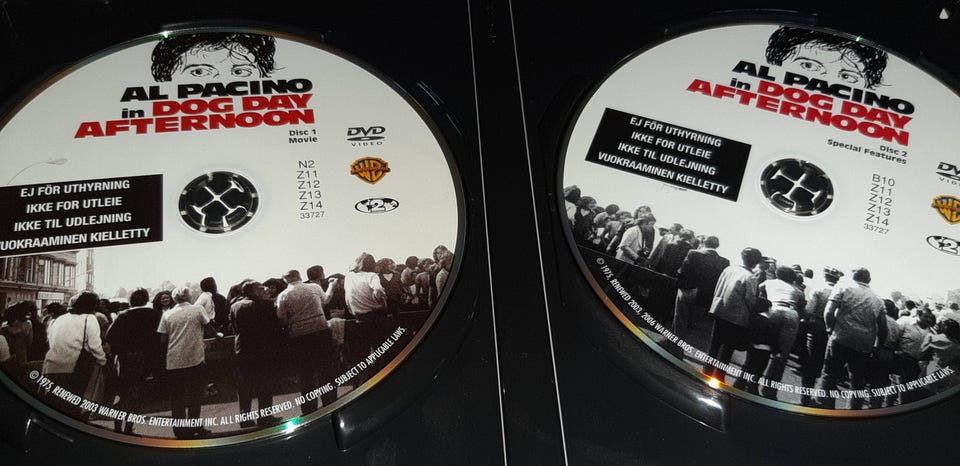 AL PACINO
in DOG DAY
AFTERNOON
Disc 1
Movie
DVD
VIDEO
N2
Z11
Z12
Z13
Z14
33727
WB
2
EJ FÖR UTHYRNING
IKKE FOR UTLEIE
IKKE TIL UDLEJNING
VUOKRAAMINEN KIELLETTY
© 1975, RENEWED 2003 WARNER BROS. ENTERTAINMENT INC. ALL RIGHTS RESERVED. NO COPYING. SUBJECT TO APPLICABLE LAWS.
AL PACINO
in DOG DAY
AFTERNOON
Disc 2
Special Features
B10
Z11
Z12
Z13
Z14
33727
2
EJ FÖR UTHYRNING
IKKE FOR UTLEIE
IKKE TIL UDLEJNING
VUOKRAAMINEN KIELLETTY
© 1975, RENEWED 2003, 2006 WARNER BROS. ENTERTAINMENT INC. ALL RIGHTS RESERVED. NO COPYING. SUBJECT TO APPLICABLE LAWS.